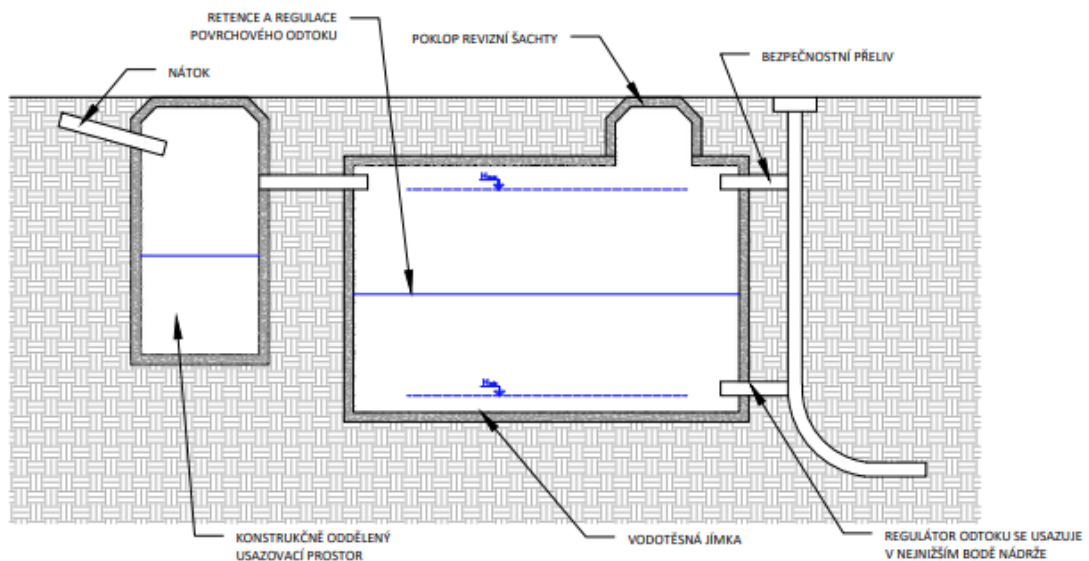 RETENCE A REGULACE
POVRCHOVÉHO ODTOKU
POKLOP REVIZNÍ ŠACHTY
BEZPEČNOSTNÍ PŘELIV
NÁTOK
KONSTRUKČNĚ ODDĚLENÝ
USAZOVACÍ PROSTOR
VODOTĚSNÁ JÍMKA
REGULÁTOR ODTOKU SE USAZUJE
V NEJNIŽŠÍM BODĚ NÁDRŽE